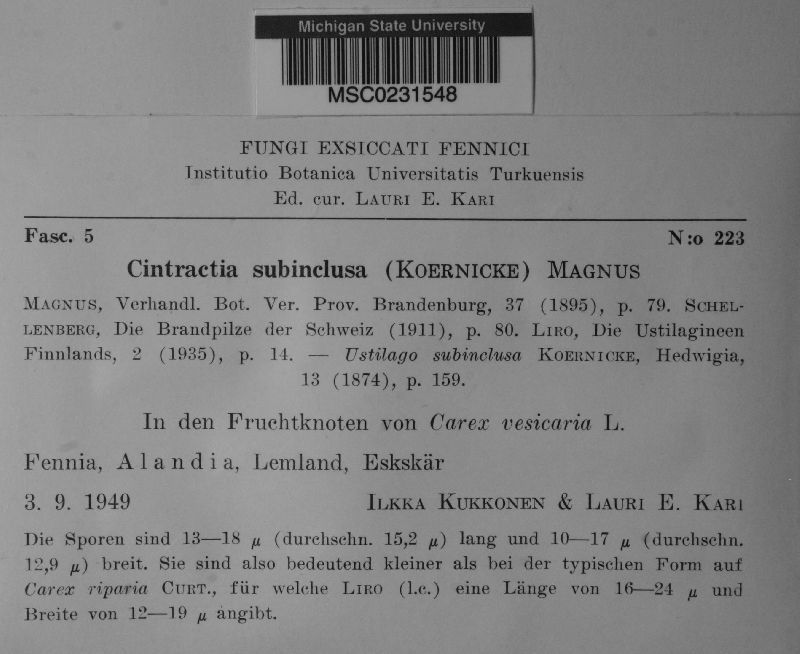 Michigan State University
MSC0231548
FUNGI EXSICCATI FENNICI
Institutio Botanica Universitatis Turkuensis
Ed. cur. LAURI E. KARI
Fasc. 5 N:o 223
Cintractia subinclusa (KOERNICKE) MAGNUS
MAGNUS, Verhandl. Bot. Ver. Prov. Brandenburg, 37 (1895), p. 79. SCHEL-
LENBERG, Die Brandpilze der Schweiz (1911), p. 80. LIRO, Die Ustilagineen
Finnlands, 2 (1935), p. 14. — Ustilago subinclusa KOERNICKE, Hedwigia,
13 (1874), p. 159.
In den Fruchtknoten von Carex vesicaria L.
Fennia, Alandia, Lemland, Eskskär
3. 9. 1949 ILKKA KUKKONEN & LAURI E. KARI
Die Sporen sind 13—18 μ (durchschn. 15,2 μ) lang und 10—17 μ (durchschn.
12,9 μ) breit. Sie sind also bedeutend kleiner als bei der typischen Form auf
Carex riparia CURT., für welche LIRO (l.c.) eine Länge von 16—24 μ und
Breite von 12—19 μ angibt.